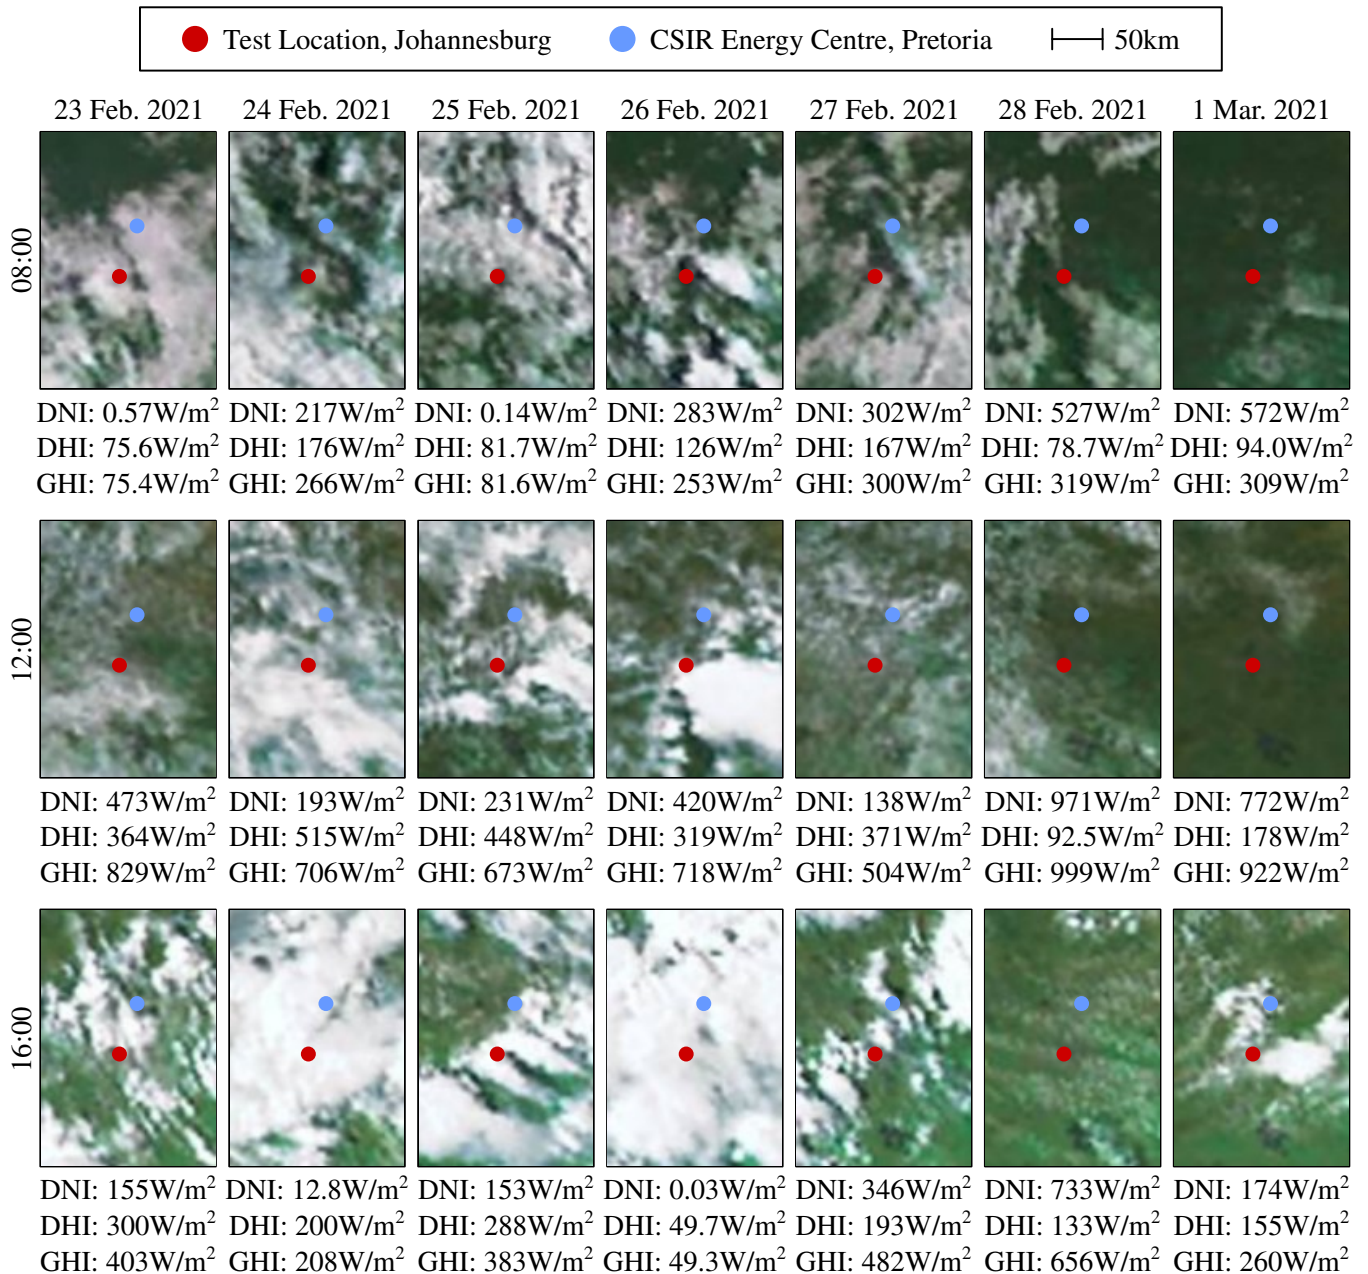 Test Location, Johannesburg CSIR Energy Centre, Pretoria 50km
23 Feb. 2021 24 Feb. 2021 25 Feb. 2021 26 Feb. 2021 27 Feb. 2021 28 Feb. 2021 1 Mar. 2021
08:00
DNI: 0.57W/m² DNI: 217W/m² DNI: 0.14W/m² DNI: 283W/m² DNI: 302W/m² DNI: 527W/m² DNI: 572W/m²
DHI: 75.6W/m² DHI: 176W/m² DHI: 81.7W/m² DHI: 126W/m² DHI: 167W/m² DHI: 78.7W/m² DHI: 94.0W/m²
GHI: 75.4W/m² GHI: 266W/m² GHI: 81.6W/m² GHI: 253W/m² GHI: 300W/m² GHI: 319W/m² GHI: 309W/m²
12:00
DNI: 473W/m² DNI: 193W/m² DNI: 231W/m² DNI: 420W/m² DNI: 138W/m² DNI: 971W/m² DNI: 772W/m²
DHI: 364W/m² DHI: 515W/m² DHI: 448W/m² DHI: 319W/m² DHI: 371W/m² DHI: 92.5W/m² DHI: 178W/m²
GHI: 829W/m² GHI: 706W/m² GHI: 673W/m² GHI: 718W/m² GHI: 504W/m² GHI: 999W/m² GHI: 922W/m²
16:00
DNI: 155W/m² DNI: 12.8W/m² DNI: 153W/m² DNI: 0.03W/m² DNI: 346W/m² DNI: 733W/m² DNI: 174W/m²
DHI: 300W/m² DHI: 200W/m² DHI: 288W/m² DHI: 49.7W/m² DHI: 193W/m² DHI: 133W/m² DHI: 155W/m²
GHI: 403W/m² GHI: 208W/m² GHI: 383W/m² GHI: 49.3W/m² GHI: 482W/m² GHI: 656W/m² GHI: 260W/m²